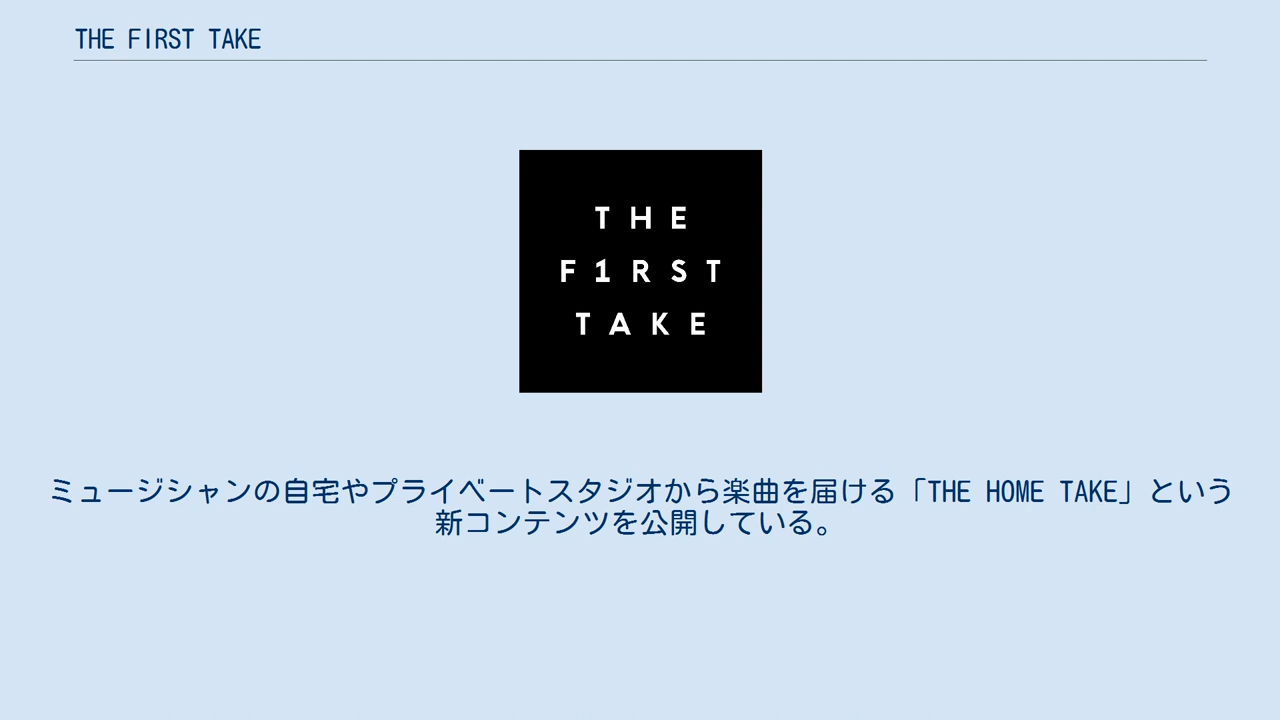 THE FIRST TAKE
THE
F1RST
TAKE
ミュージシャンの自宅やプライベートスタジオから楽曲を届ける「THE HOME TAKE」という
新コンテンツを公開している。